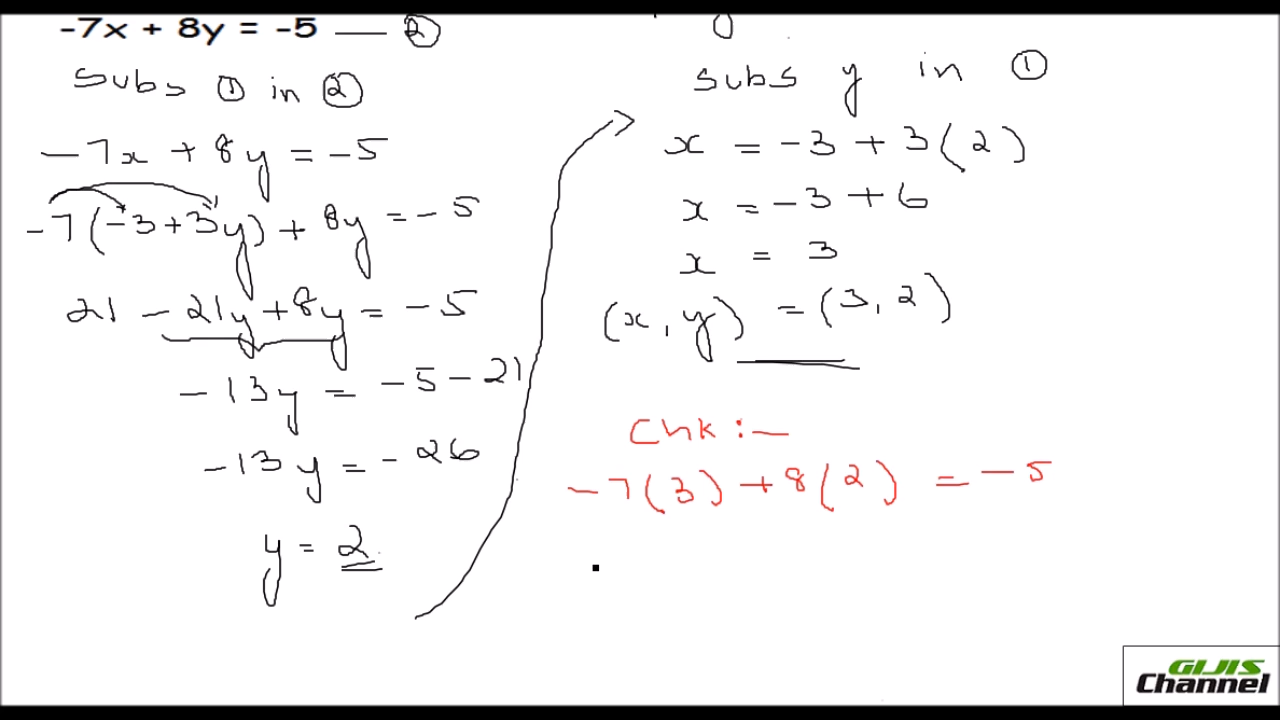 -7x + 8y = -5 — ②
Subs ① in ②
-7x + 8y = -5
-7(-3+3y) + 8y = -5
21 - 21y + 8y = -5
-13y = -5 - 21
-13y = -26
y = 2
subs y in ①
x = -3 + 3(2)
x = -3 + 6
x = 3
(x, y) = (3, 2)
Chk :-
-7(3) + 8(2) = -5
GIJIS
Channel